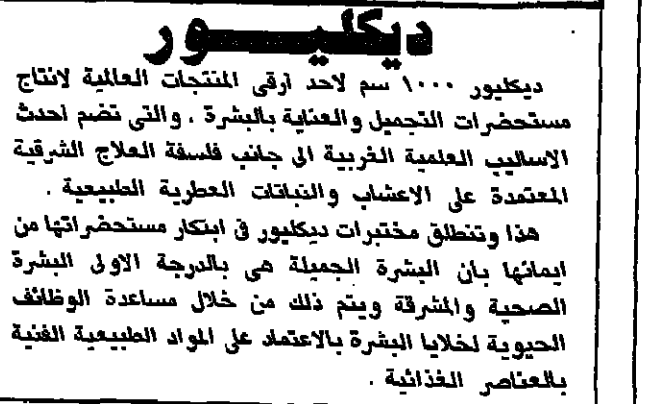 ديكليور
ديكليور ١٠٠٠ سم لاحد ارقى المنتجات العالمية لانتاج
مستحضرات التجميل والعناية بالبشرة . والتى تضم احدث
الاساليب العلمية الغربية الى جانب فلسفة العلاج الشرقية
المعتمدة على الاعشاب والنباتات العطرية الطبيعية .
هذا وتنطلق مختبرات ديكليور فى ابتكار مستحضراتها من
ايمانها بان البشرة الجميلة هى بالدرجة الاولى البشرة
الصحية والمشرقة ويتم ذلك من خلال مساعدة الوظائف
الحيوية لخلايا البشرة بالاعتماد على المواد الطبيعية الغنية
بالعناصر الغذائية .